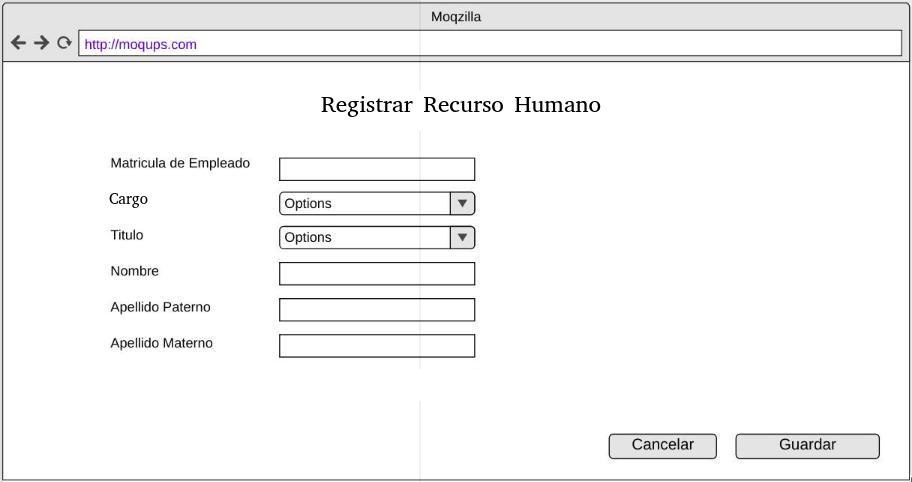 Moqzilla
http://moqups.com
Registrar Recurso Humano
Matricula de Empleado
Cargo
Options
Titulo
Options
Nombre
Apellido Paterno
Apellido Materno
Cancelar
Guardar